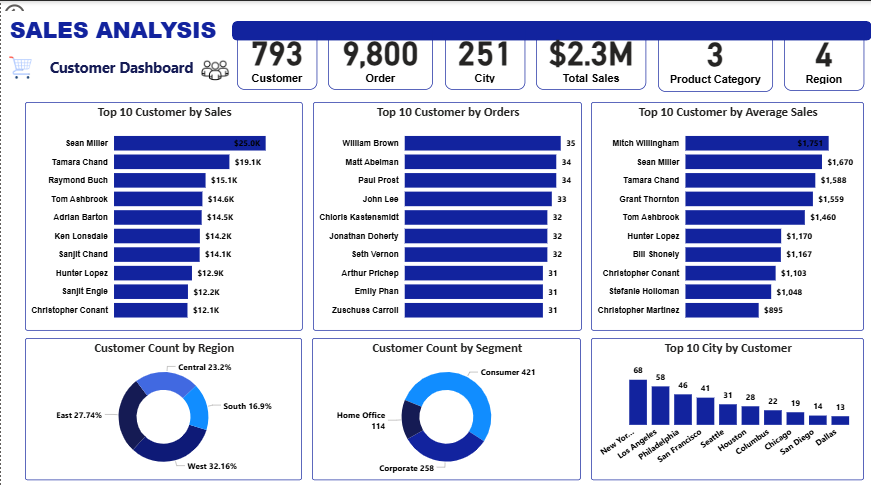 SALES ANALYSIS
Customer Dashboard
793
Customer
9,800
Order
251
City
$2.3M
Total Sales
3
Product Category
4
Region
Top 10 Customer by Sales
Sean Miller $25.0K
Tamara Chand $19.1K
Raymond Buch $15.1K
Tom Ashbrook $14.6K
Adrian Barton $14.5K
Ken Lonsdale $14.2K
Sanjit Chand $14.1K
Hunter Lopez $12.9K
Sanjit Engle $12.2K
Christopher Conant $12.1K
Top 10 Customer by Orders
William Brown 35
Matt Abelman 34
Paul Prost 34
John Lee 33
Chloris Kastensmidt 32
Jonathan Doherty 32
Seth Vernon 32
Arthur Prichep 31
Emily Phan 31
Zuschuss Carroll 31
Top 10 Customer by Average Sales
Mitch Willingham $1,751
Sean Miller $1,670
Tamara Chand $1,588
Grant Thornton $1,559
Tom Ashbrook $1,460
Hunter Lopez $1,170
Bill Shonely $1,167
Christopher Conant $1,103
Stefanie Holloman $1,048
Christopher Martinez $895
Customer Count by Region
Central 23.2%
South 16.9%
East 27.74%
West 32.16%
Customer Count by Segment
Consumer 421
Home Office
114
Corporate 258
Top 10 City by Customer
68
58
46
41
31
28
22
19
14
13
New Yor...
Los Angeles
Philadelphia
San Francisco
Seattle
Houston
Columbus
Chicago
San Diego
Dallas